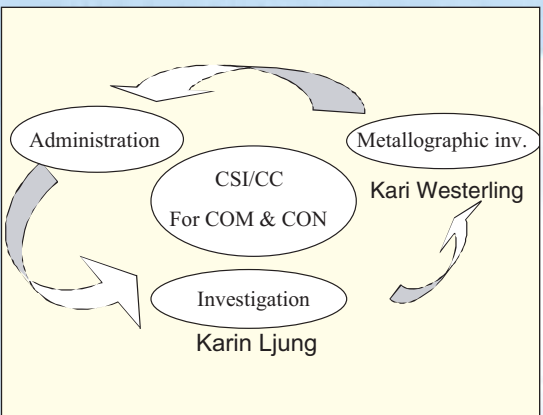 Administration
Metallographic inv.
CSI/CC
For COM & CON
Kari Westerling
Investigation
Karin Ljung